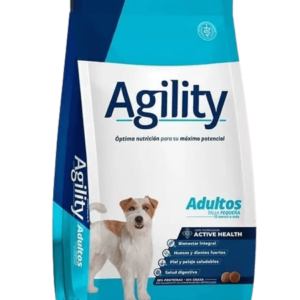 Agility
Óptima nutrición para su máximo potencial
Adultos
TALLA PEQUEÑA
ACTIVE HEALTH
Bienestar Integral
Huesos y dientes fuertes
Piel y pelaje saludables
Salud digestiva
Agility
Adultos